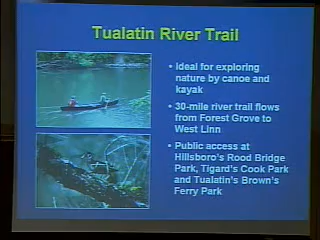 Tualatin River Trail
• Ideal for exploring
nature by canoe and
kayak
• 30-mile river trail flows
from Forest Grove to
West Linn
• Public access at
Hillsboro's Rood Bridge
Park, Tigard's Cook Park
and Tualatin's Brown's
Ferry Park